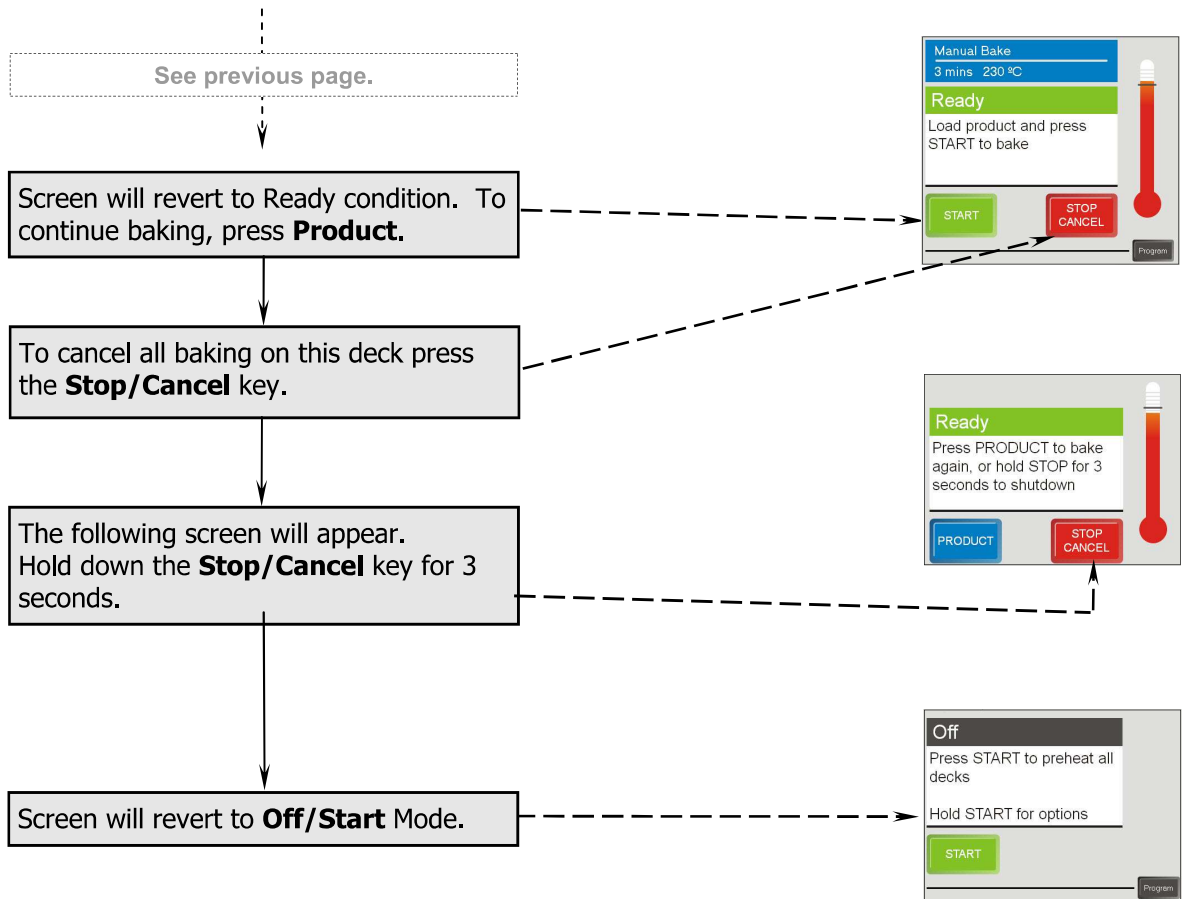 See previous page.
Screen will revert to Ready condition.  To
continue baking, press Product.
To cancel all baking on this deck press
the Stop/Cancel key.
The following screen will appear.
Hold down the Stop/Cancel key for 3
seconds.
Screen will revert to Off/Start Mode.
Manual Bake
3 mins 230 ºC
Ready
Load product and press
START to bake
START
STOP
CANCEL
Program
Ready
Press PRODUCT to bake
again, or hold STOP for 3
seconds to shutdown
PRODUCT
STOP
CANCEL
Off
Press START to preheat all
decks
Hold START for options
START
Program